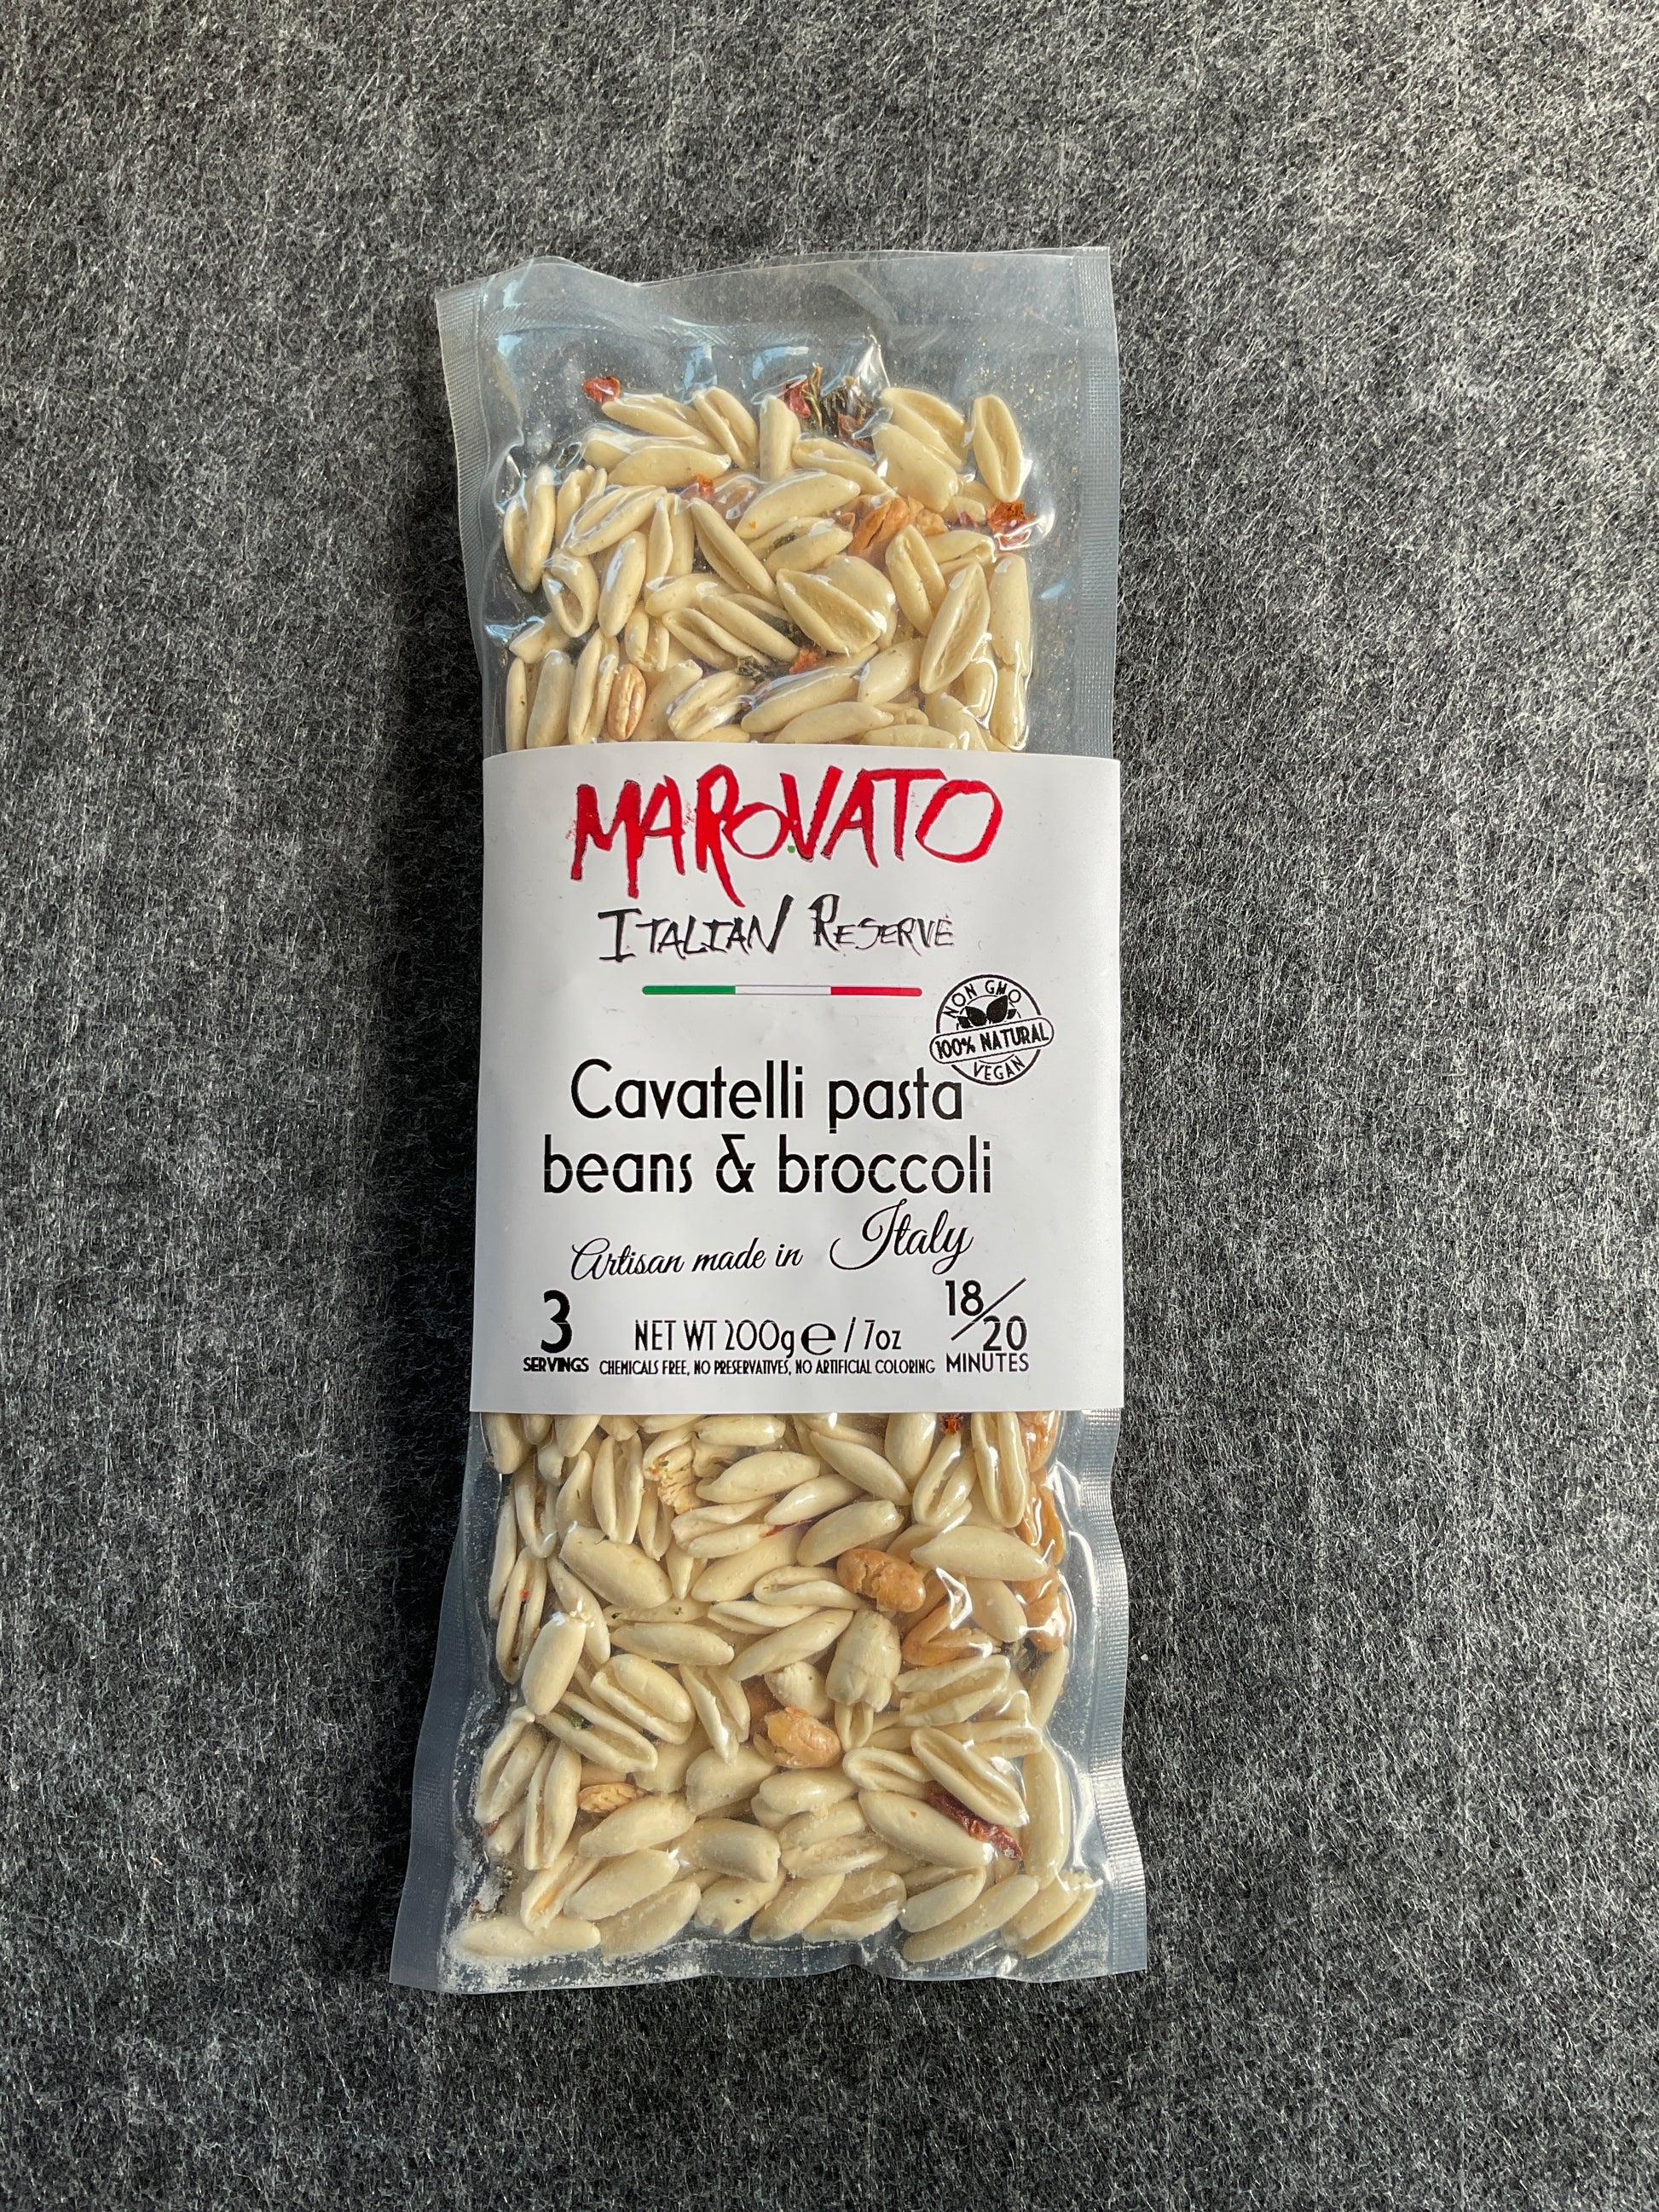 MAROVATO
ITALIAN RESERVE
NON GMO
100% NATURAL
VEGAN
Cavatelli pasta
beans & broccoli
Artisan made in Italy
3
SERVINGS
NET WT 200g ℮ / 7oz
CHEMICALS FREE, NO PRESERVATIVES, NO ARTIFICIAL COLORING
18/20
MINUTES